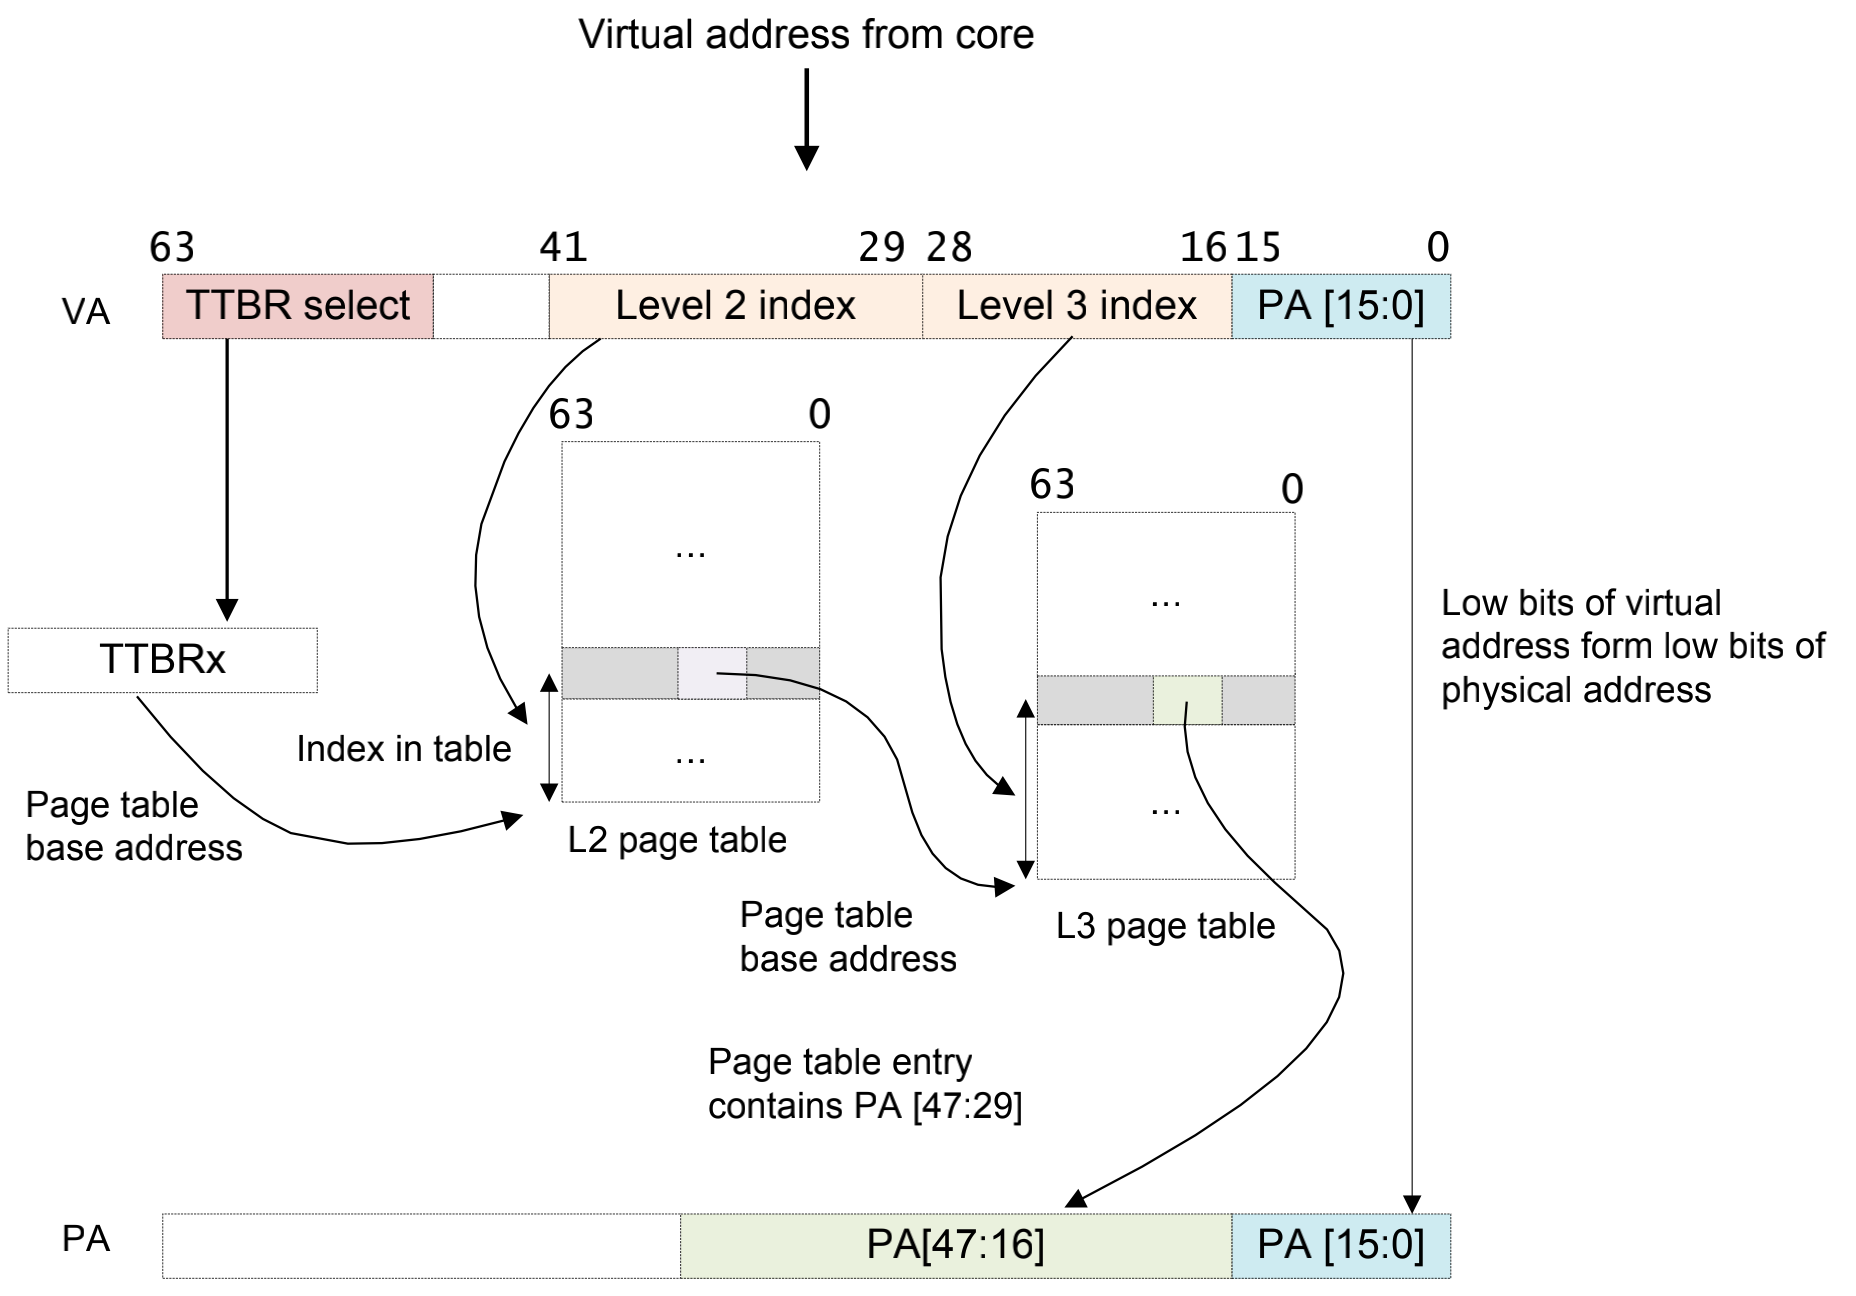 Virtual address from core
63 41 29 28 16 15 0
VA TTBR select Level 2 index Level 3 index PA [15:0]
63 0
63 0
...
...
Low bits of virtual
address form low bits of
physical address
TTBRx
Index in table
...
...
Page table
base address
L2 page table
Page table
base address
L3 page table
Page table entry
contains PA [47:29]
PA PA[47:16] PA [15:0]